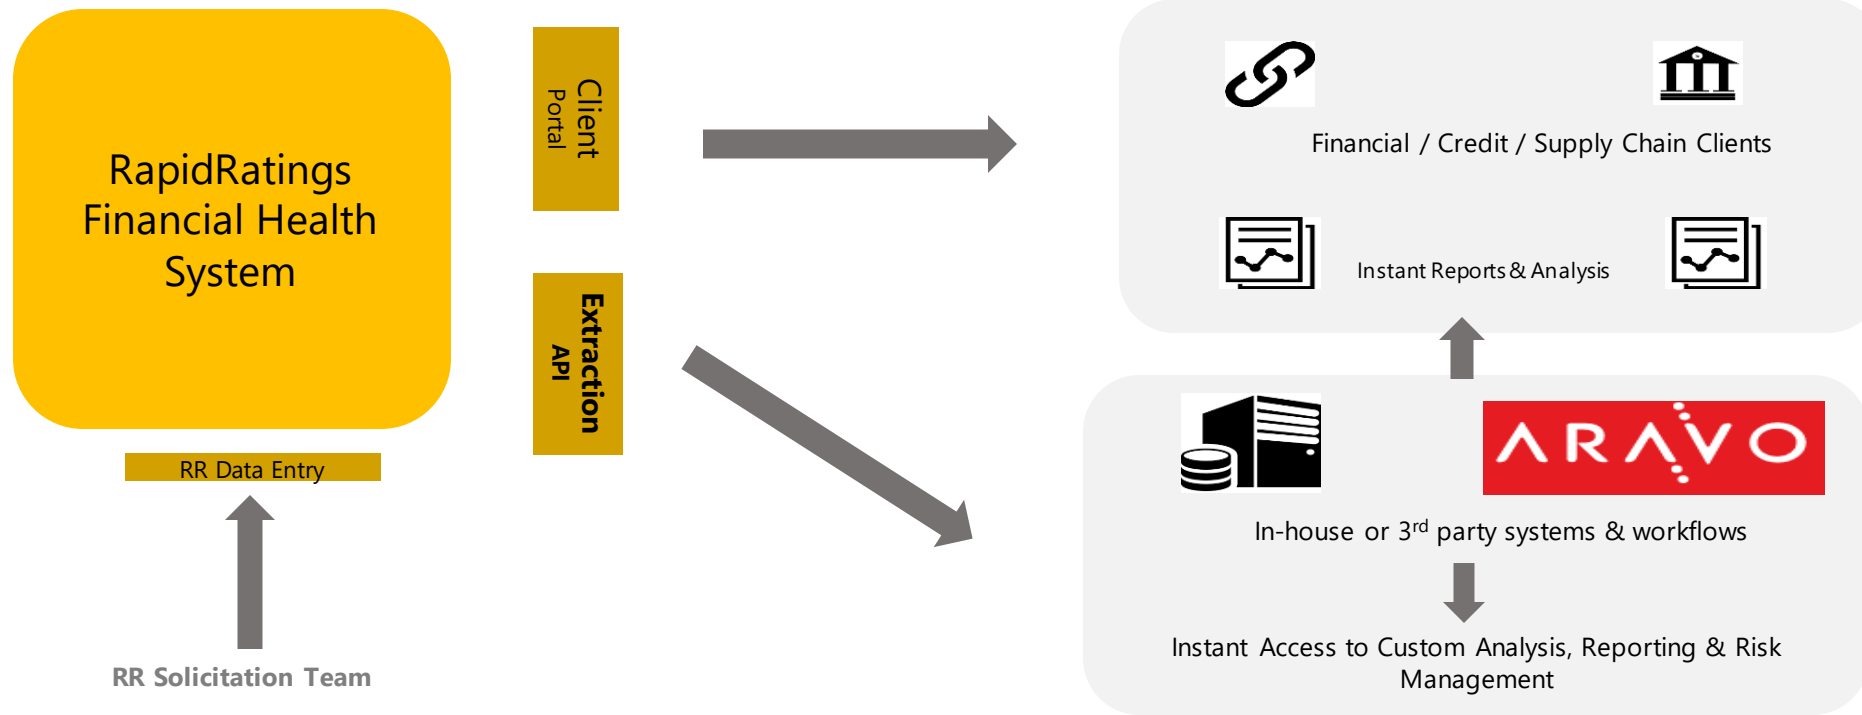 RapidRatings
Financial Health
System
RR Data Entry
RR Solicitation Team
Client
Portal
Extraction
API
Financial / Credit / Supply Chain Clients
Instant Reports & Analysis
ARAVO
In-house or 3rd party systems & workflows
Instant Access to Custom Analysis, Reporting & Risk
Management